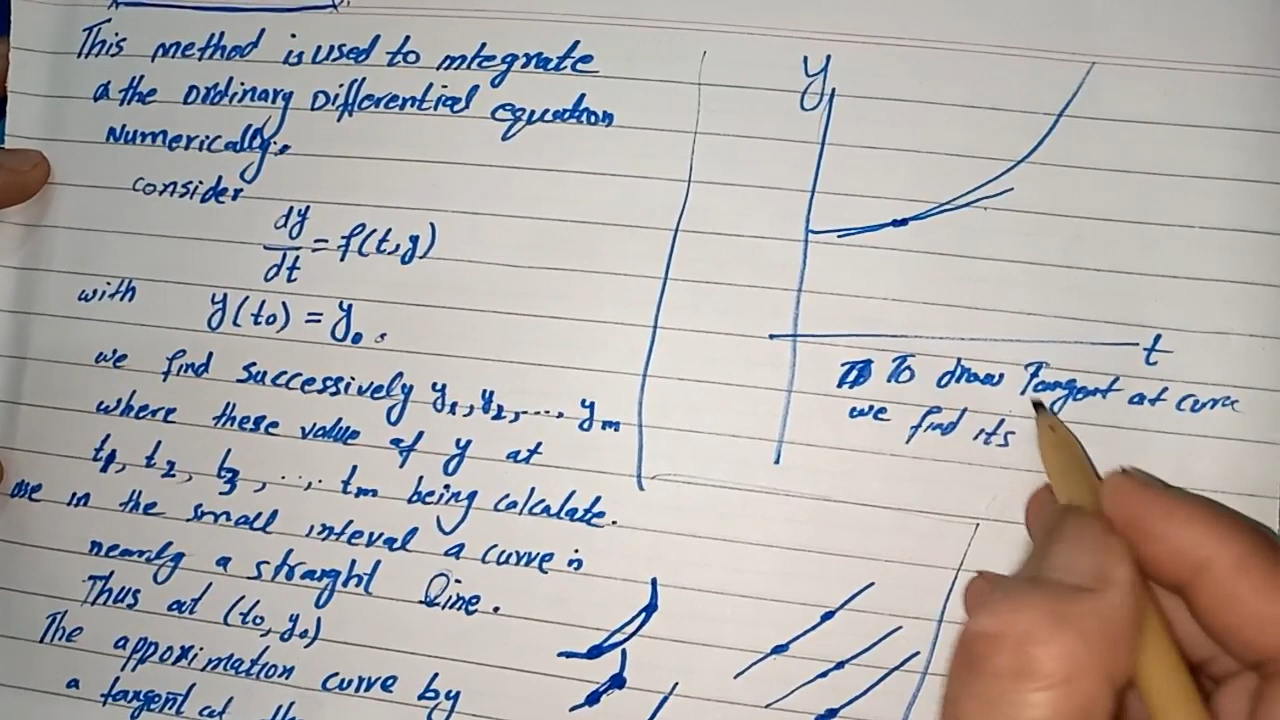 This method is used to integrate
the ordinary Differential equation
Numerically.
consider
dy/dt = f(t,y)
with y(t0) = y0.
we find successively y1, y2, ..., ym
where these value of y at
t1, t2, t3, ..., tm being calculate.
in the small interval a curve is
nearly a straight Line.
Thus at (t0, y0)
The appoximation curve by
a tangent at
y
t
To draw Tangent at curve
we find its